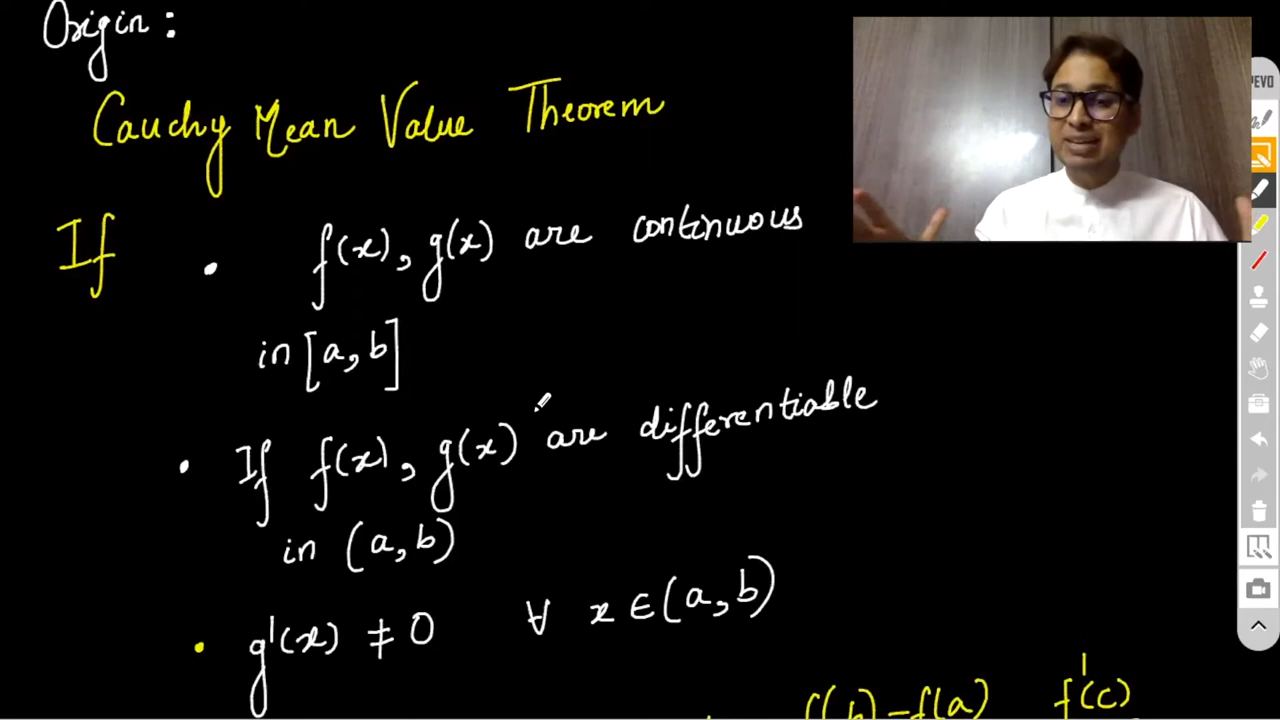 Origin:
Cauchy Mean Value Theorem
If • f(x), g(x) are continuous
in [a, b]
• If f(x), g(x) are differentiable
in (a, b)
• g'(x) ≠ 0 ∀ x ∈ (a, b)
f(b) - f(a) f'(c)